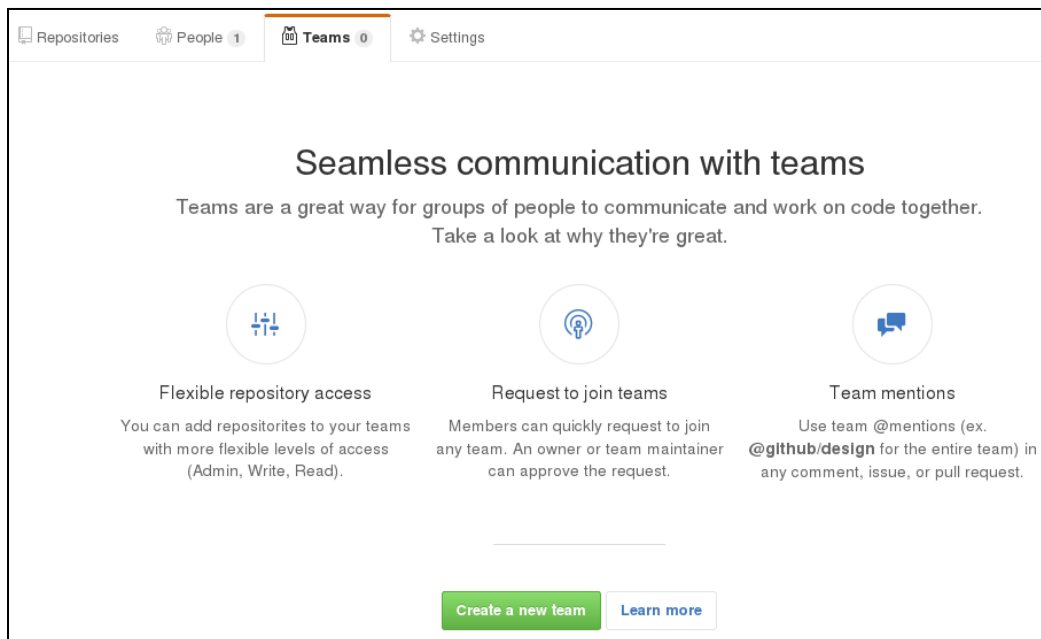 Repositories People 1 Teams 0 Settings
Seamless communication with teams
Teams are a great way for groups of people to communicate and work on code together.
Take a look at why they're great.
Flexible repository access
You can add repositorites to your teams
with more flexible levels of access
(Admin, Write, Read).
Request to join teams
Members can quickly request to join
any team. An owner or team maintainer
can approve the request.
Team mentions
Use team @mentions (ex.
@github/design for the entire team) in
any comment, issue, or pull request.
Create a new team Learn more